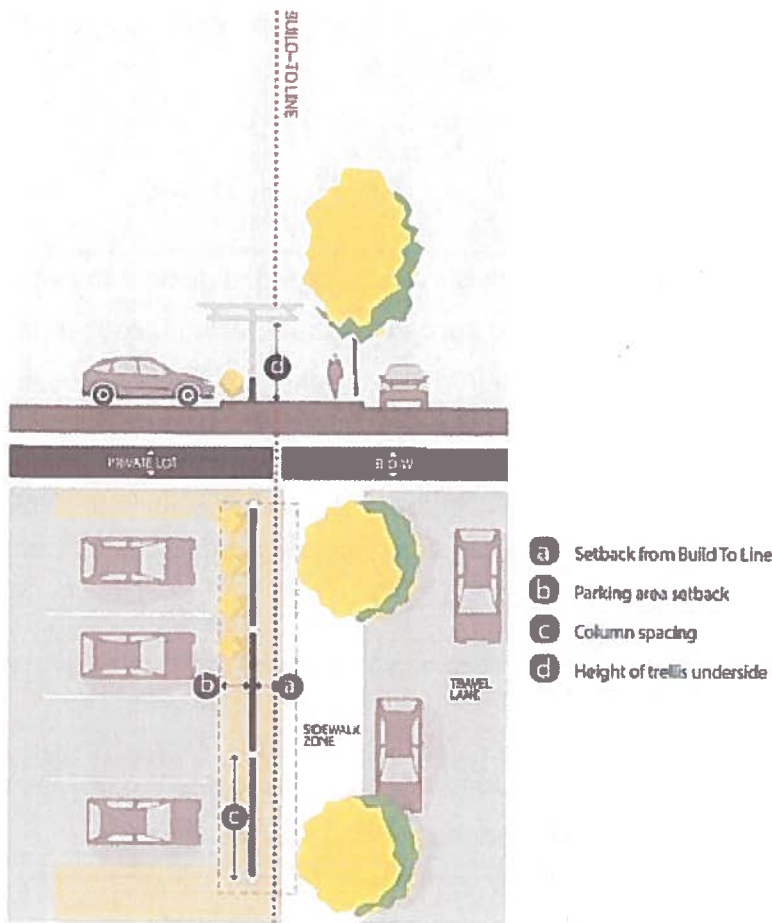 BUILD-TO LINE
d
PRIVATE LOT
R O W
a Setback from Build To Line
b Parking area setback
c Column spacing
d Height of trellis underside
b
a
TRAVEL
LANE
SIDEWALK
ZONE
c